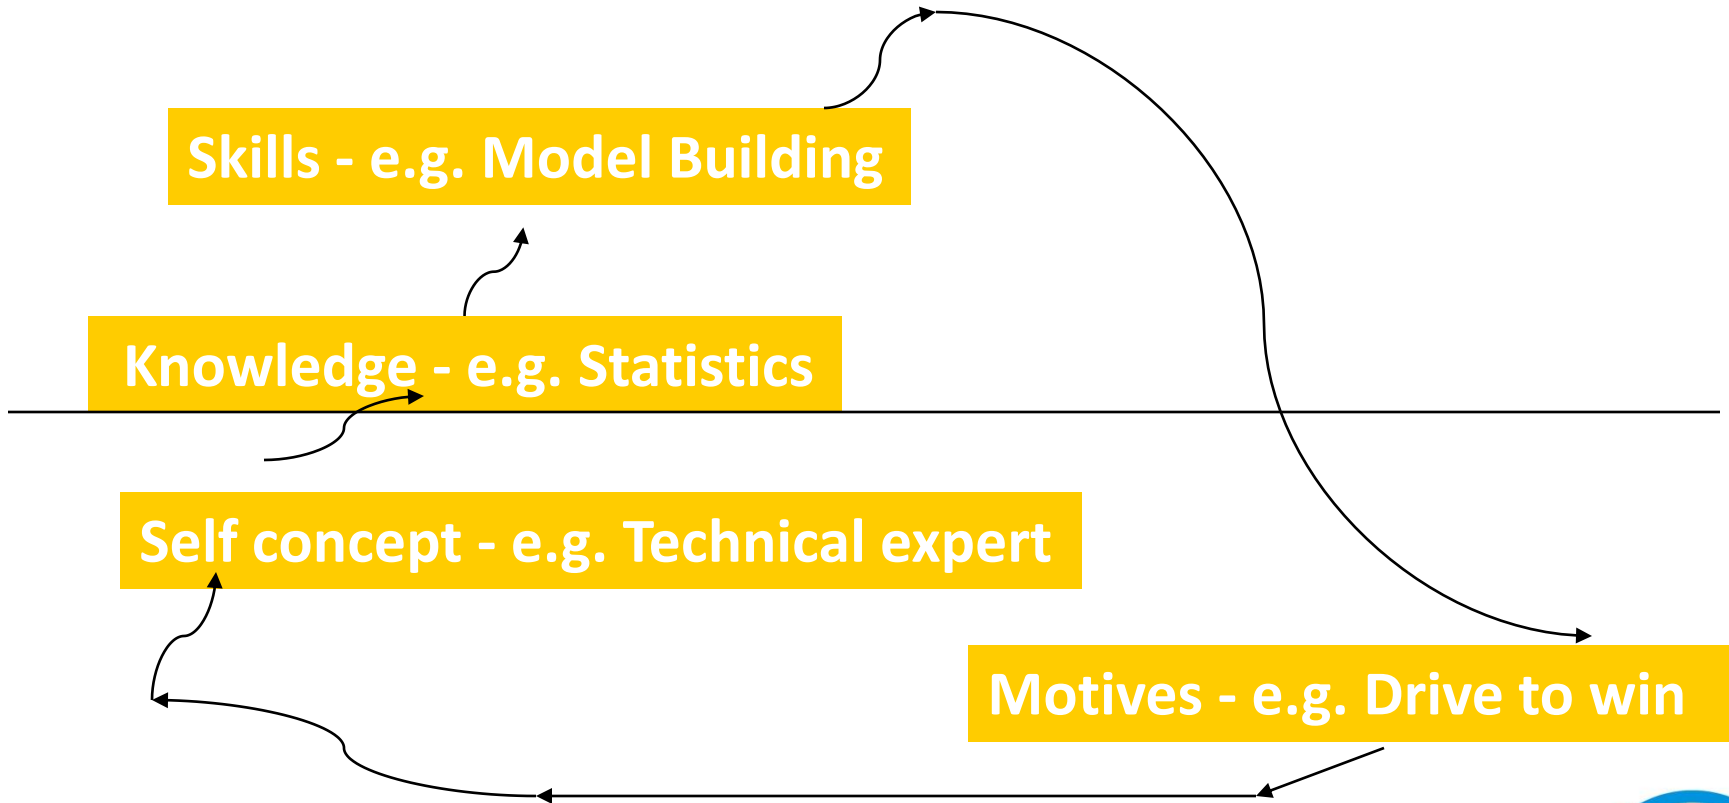 Skills - e.g. Model Building
Knowledge - e.g. Statistics
Self concept - e.g. Technical expert
Motives - e.g. Drive to win